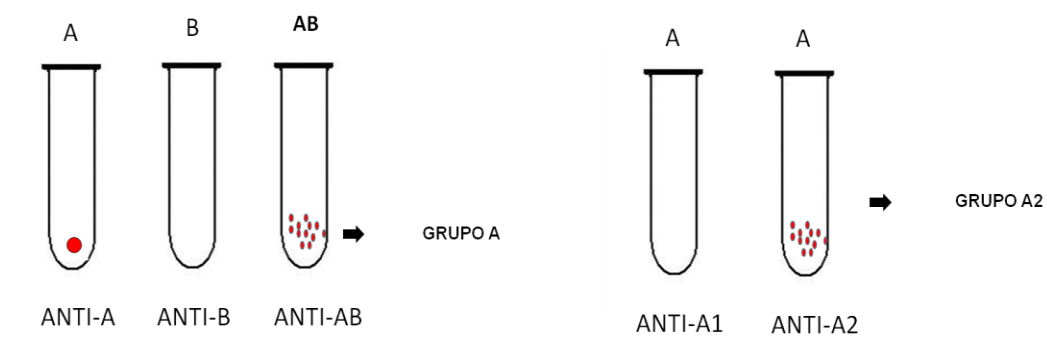 A
B
AB
ANTI-A
ANTI-B
ANTI-AB
GRUPO A
A
A
ANTI-A1
ANTI-A2
GRUPO A2